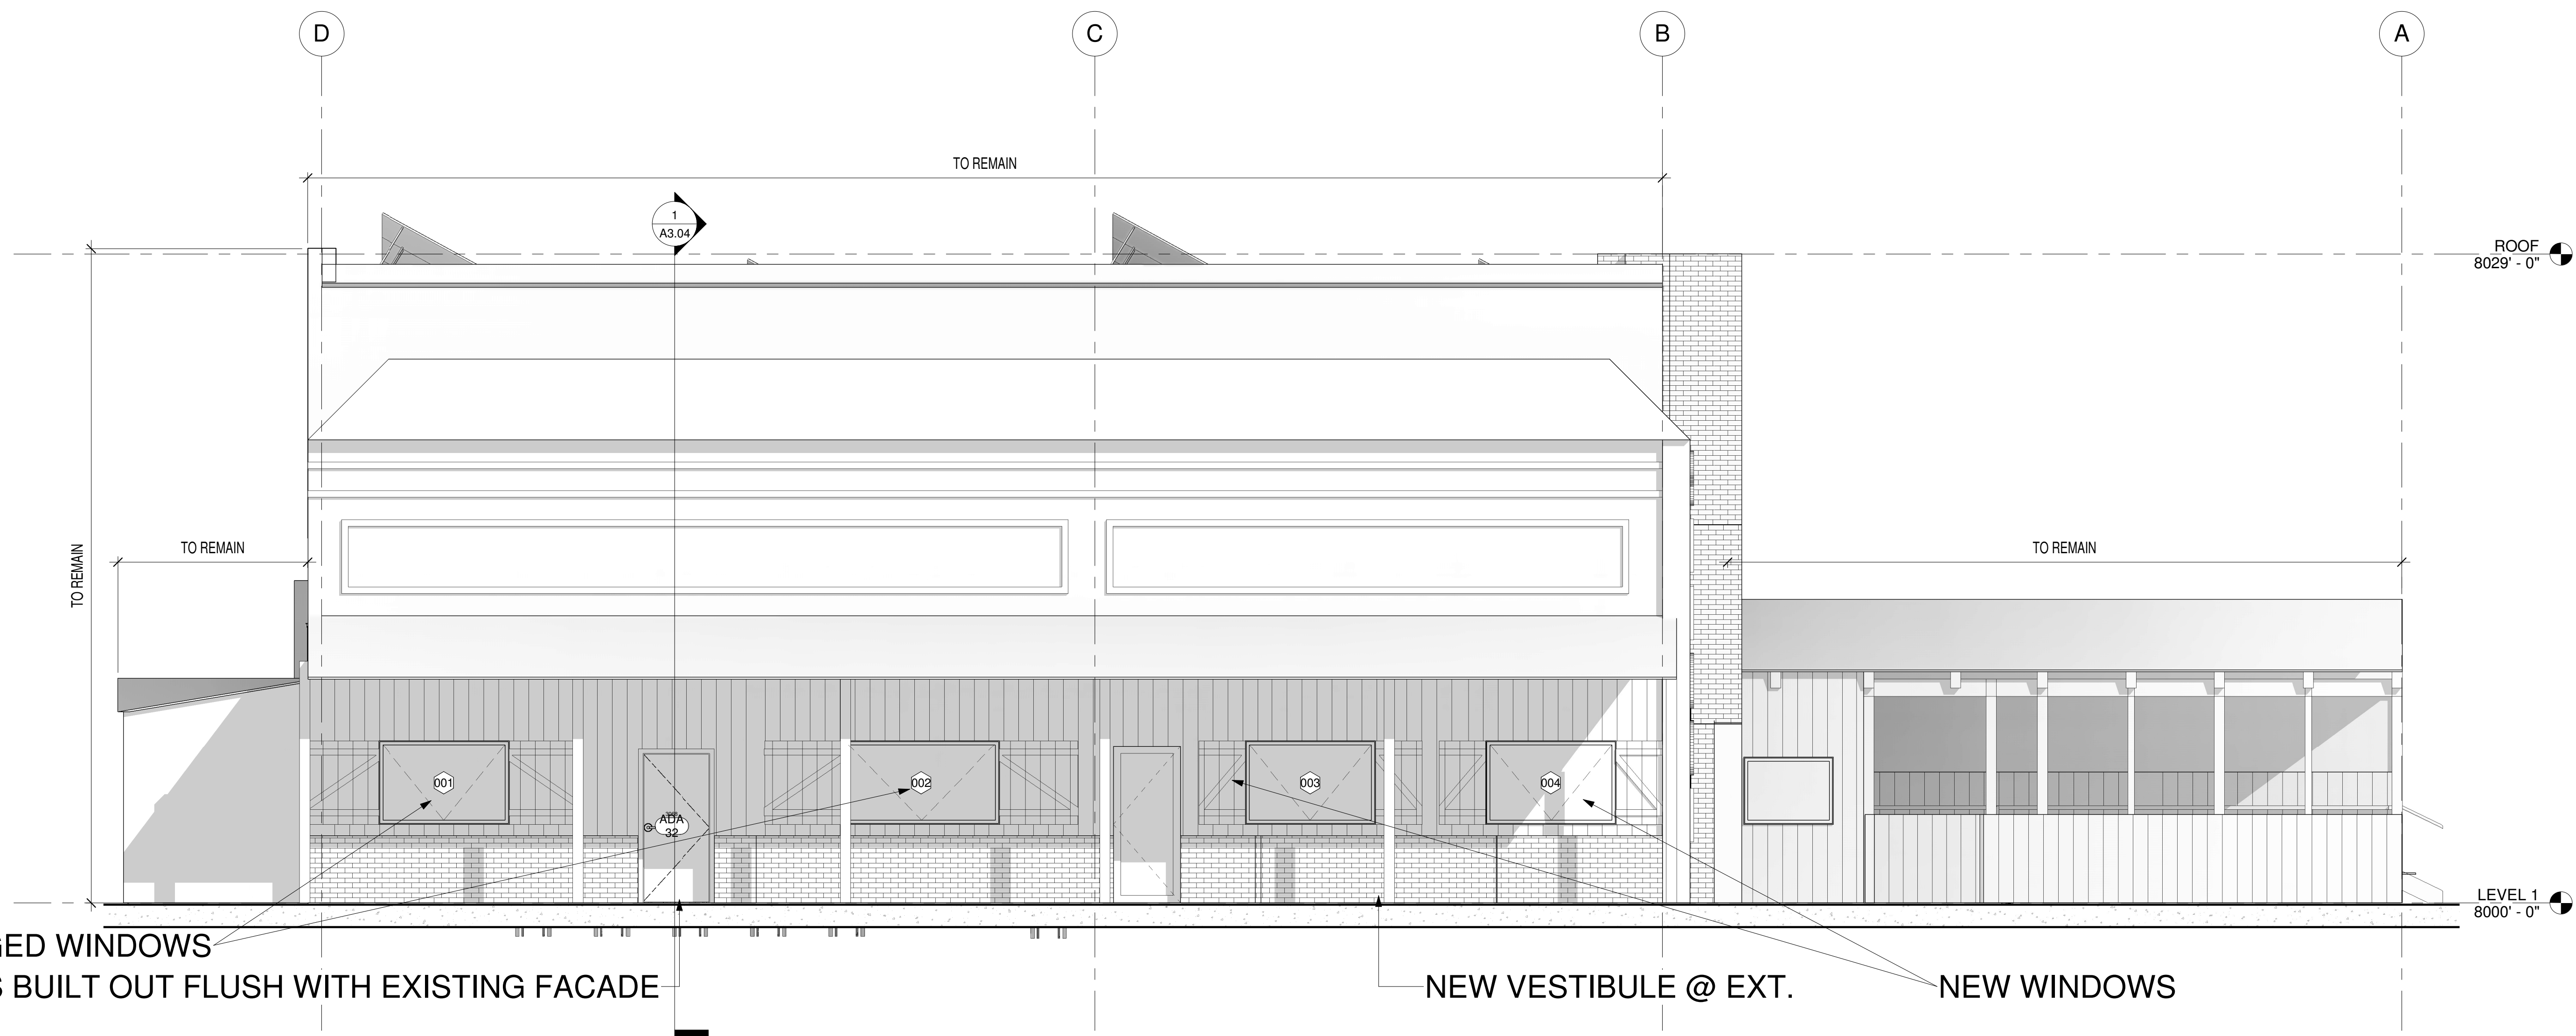 D
C
B
A
TO REMAIN
1
A3.04
ROOF
8029' - 0"
TO REMAIN
TO REMAIN
TO REMAIN
001
002
003
004
ADA
32
LEVEL 1
8000' - 0"
WINDOWS
BUILT OUT FLUSH WITH EXISTING FACADE
NEW VESTIBULE @ EXT.
NEW WINDOWS